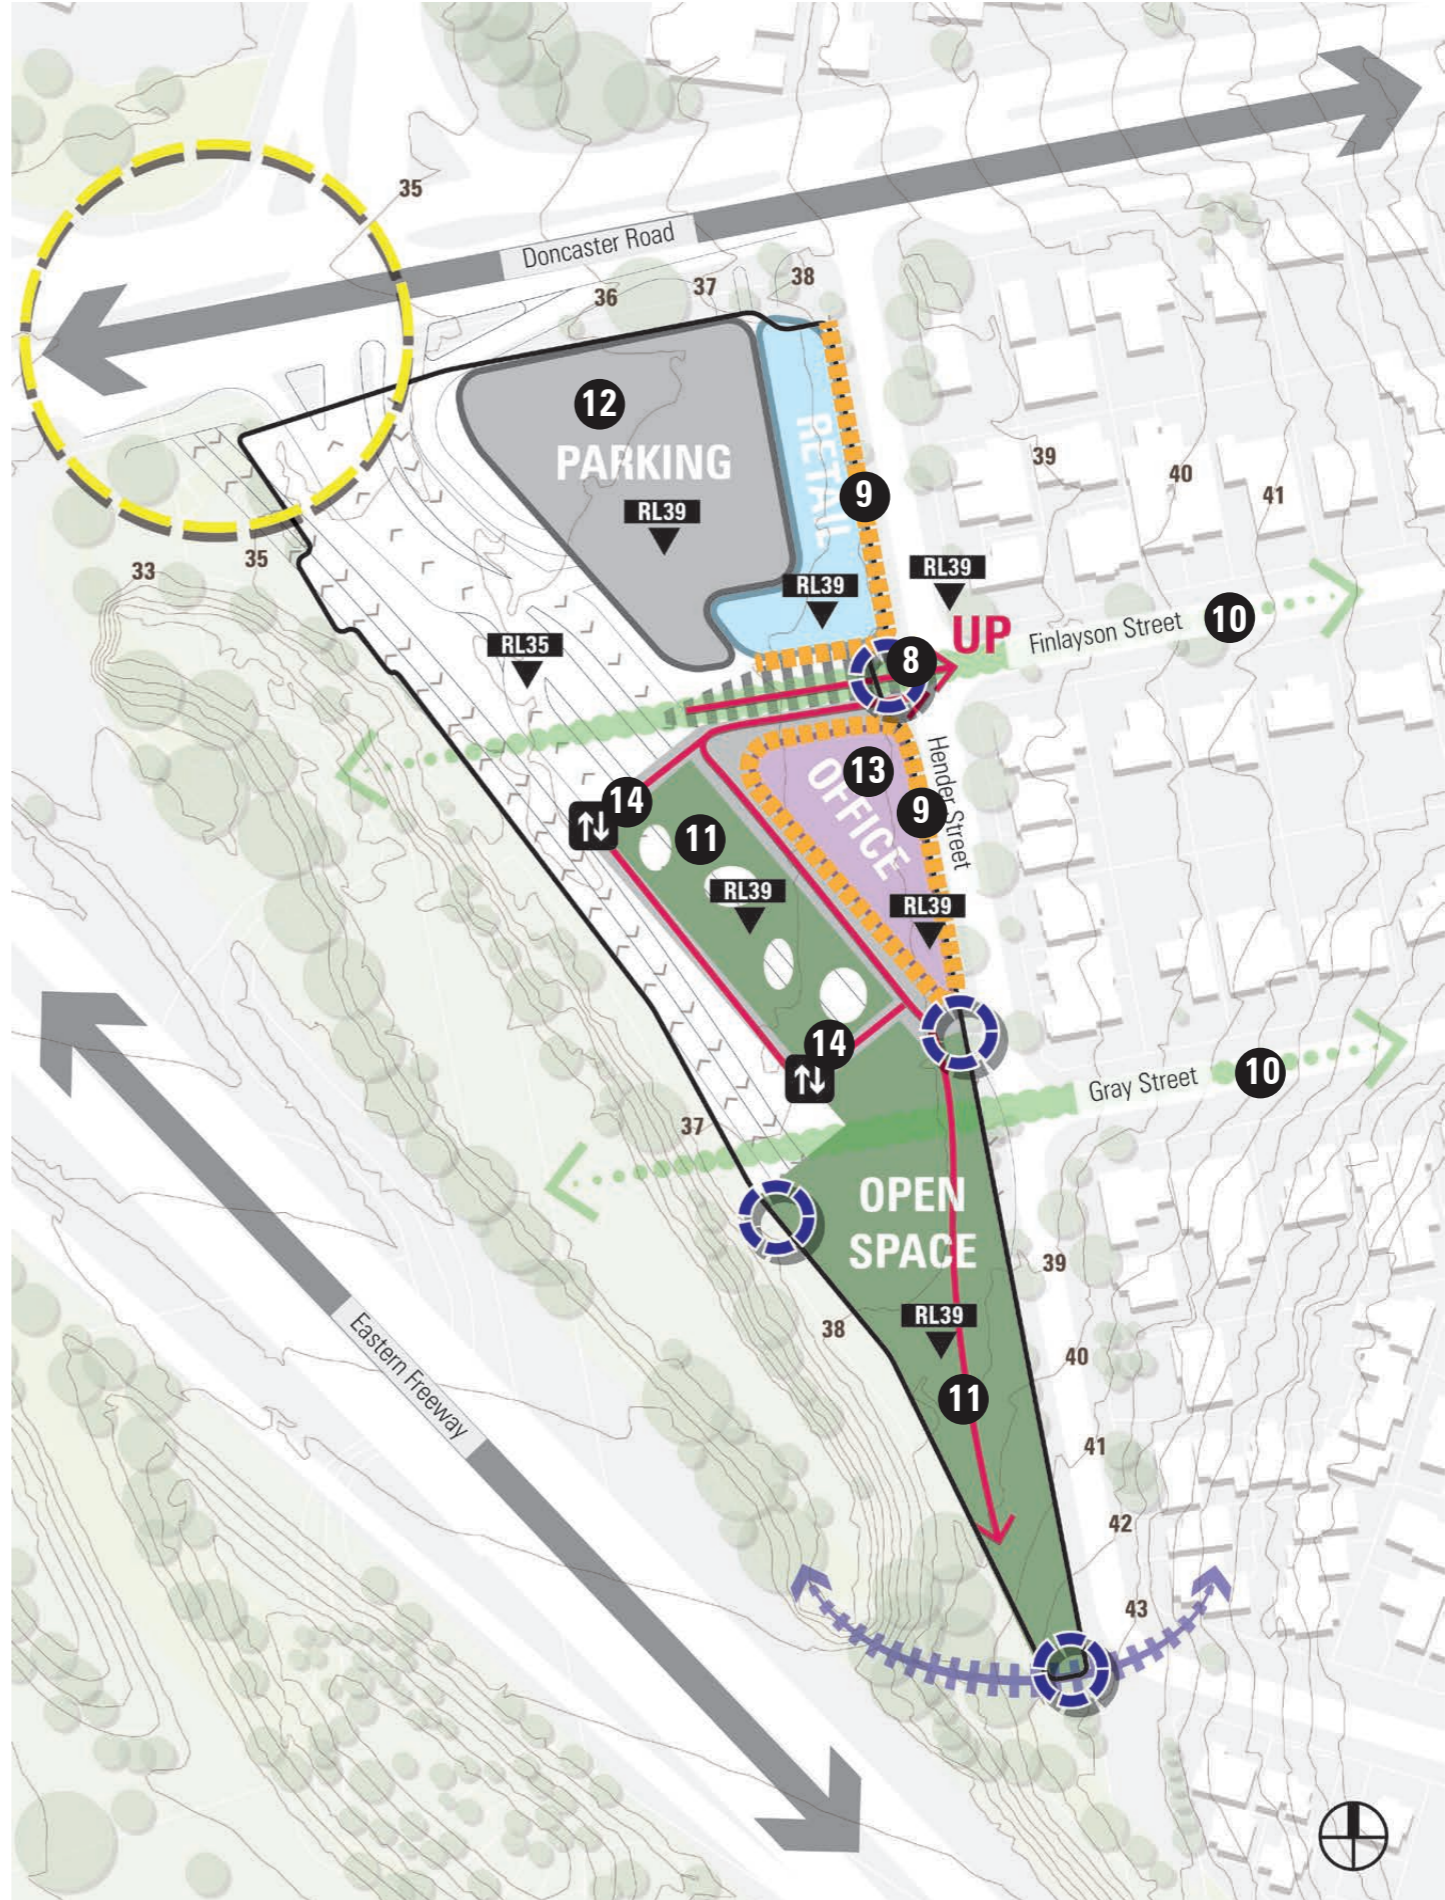 35
Doncaster Road
38
37
36
12
PARKING
RL39
RETAIL
9
39
40
41
RL39
RL39
33
35
10
Finlayson Street
UP
RL35
8
Hender Street
13
OFFICE
9
14
11
RL39
RL39
14
10
Gray Street
37
OPEN
SPACE
39
RL39
38
40
11
Eastern Freeway
41
42
43